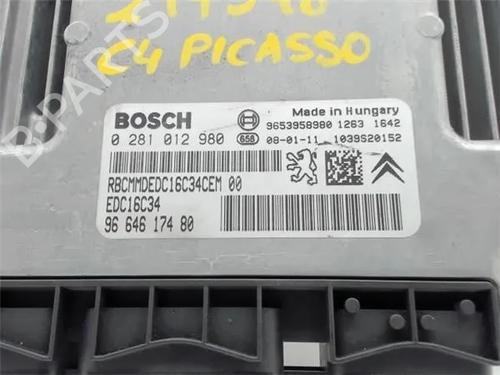 C4 PICASSO
B-PARTS
BOSCH
Made in Hungary
9653958980 1263 1642
0 281 012 980 658 08-01-11 1039S20152
RBCMMDEDC16C34CEM 00
EDC16C34
96 646 174 80